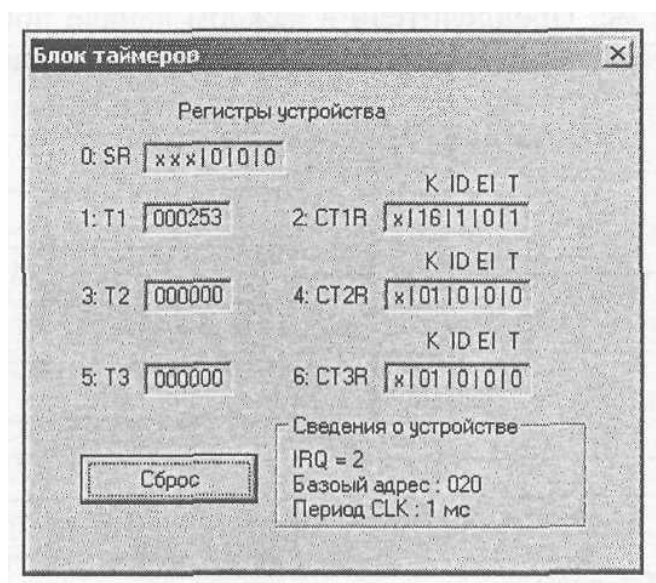 Блок таймеров
Регистры устройства
0: SR xxx|0|0|0
K ID EI T
1: T1 000253 2: CT1R x|16|1|0|1
K ID EI T
3: T2 000000 4: CT2R x|01|0|0|0
K ID EI T
5: T3 000000 6: CT3R x|01|0|0|0
Сброс
Сведения о устройстве
IRQ = 2
Базовый адрес : 020
Период CLK : 1 мс